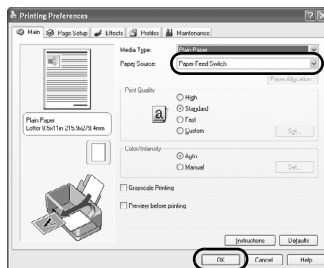 Printing Preferences
Main Page Setup Effects Profiles Maintenance
Media Type: Plain Paper
Paper Source: Paper Feed Switch
Paper Allocation...
Print Quality
High
Standard
Fast
Custom Set...
Plain Paper
Letter 8.5x11in 215.9x279.4mm
Color/Intensity
Auto
Manual Set...
Grayscale Printing
Preview before printing
Instructions Defaults
OK Cancel Help